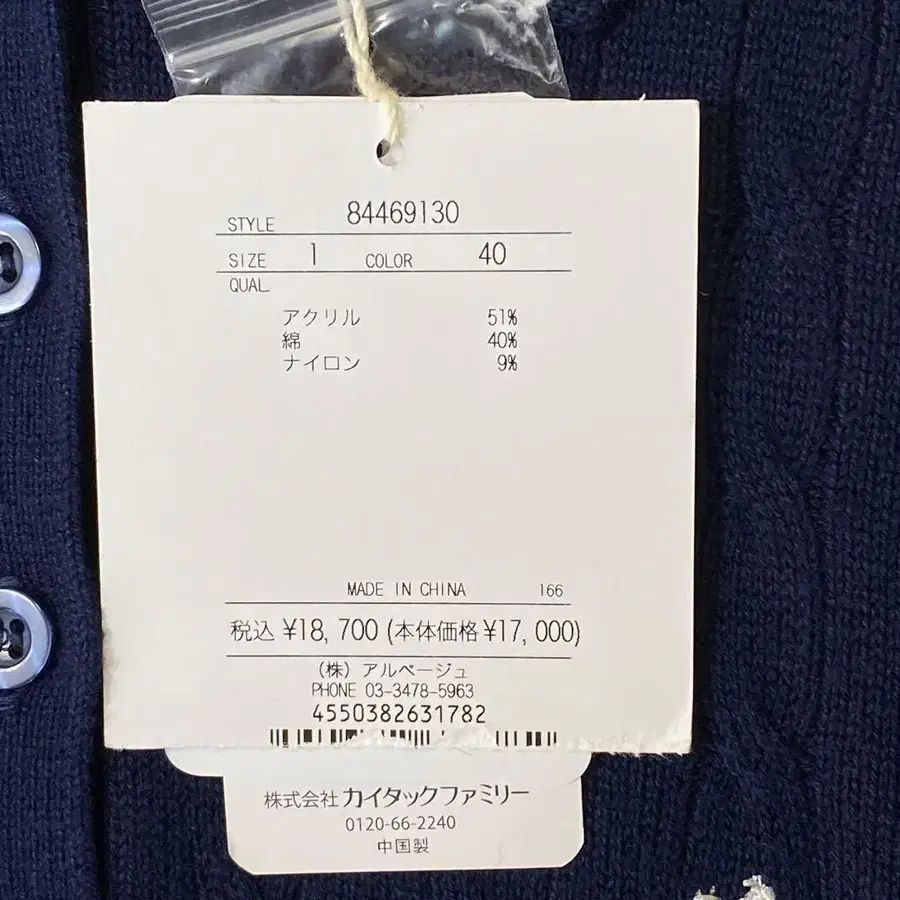 STYLE 84469130
SIZE 1 COLOR 40
QUAL
アクリル 51%
綿 40%
ナイロン 9%
MADE IN CHINA 166
税込 ¥18,700 (本体価格 ¥17,000)
(株) アルページュ
PHONE 03-3478-5963
4550382631782
株式会社 カイタックファミリー
0120-66-2240
中国製